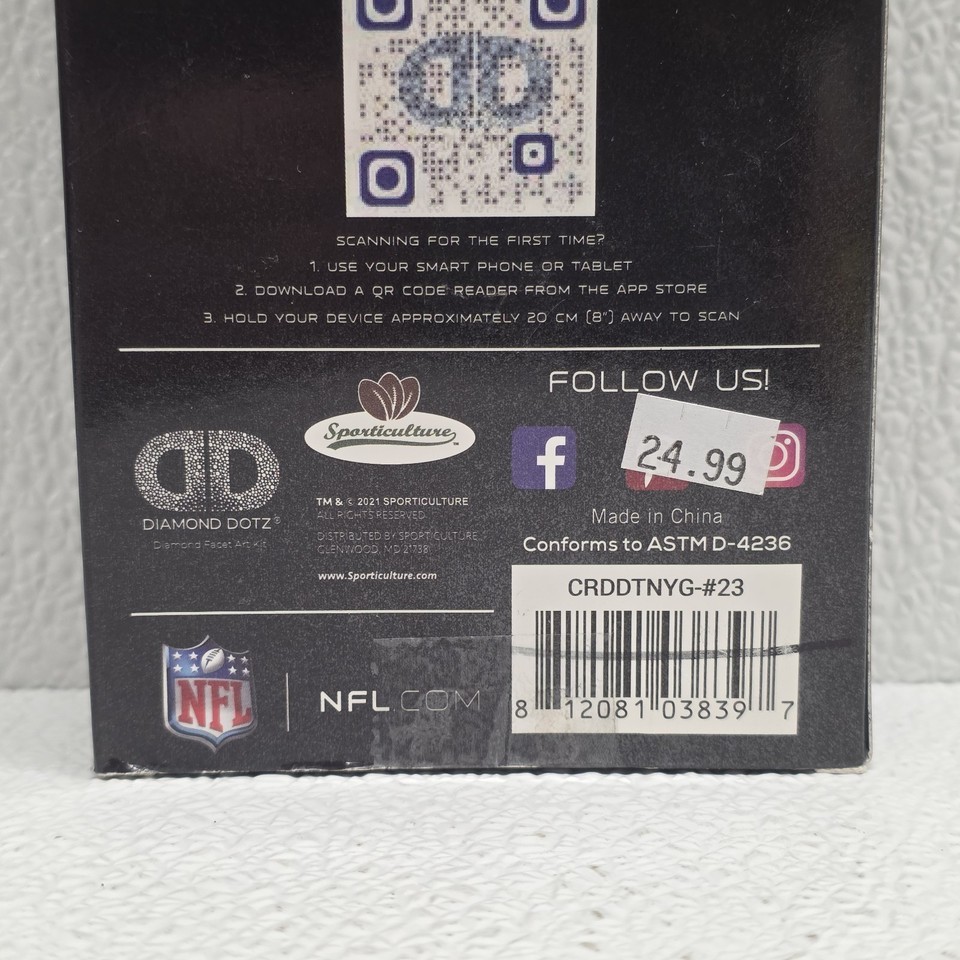 SCANNING FOR THE FIRST TIME?
1. USE YOUR SMART PHONE OR TABLET
2. DOWNLOAD A QR CODE READER FROM THE APP STORE
3. HOLD YOUR DEVICE APPROXIMATELY 20 CM (8") AWAY TO SCAN
FOLLOW US!
24.99
Sporticulture™
DIAMOND DOTZ®
Diamond Facet Art Kit
TM & © 2021 SPORTICULTURE
ALL RIGHTS RESERVED.
DISTRIBUTED BY SPORTICULTURE,
GLENWOOD, MD 21738
www.Sporticulture.com
Made in China
Conforms to ASTM D-4236
CRDDTNYG-#23
8 12081 03839 7
NFL
NFL.COM